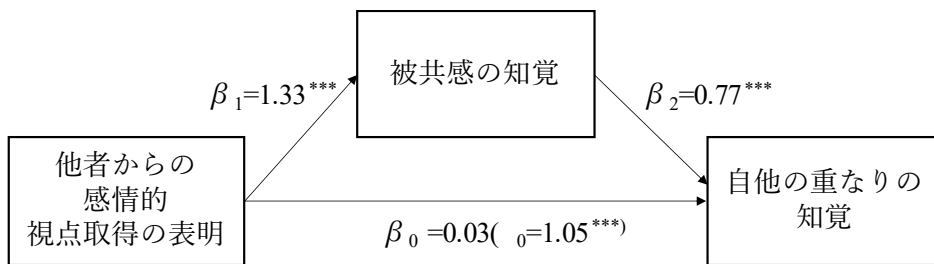 被共感の知覚
β1=1.33***
β2=0.77***
他者からの
感情的
視点取得の表明
自他の重なりの
知覚
β0=0.03( 0=1.05***)